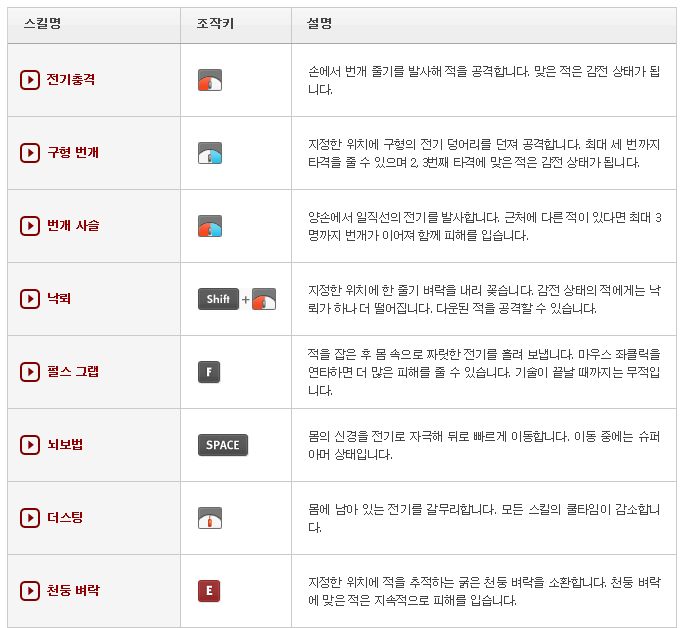 스킬명 조작키 설명
전기충격
손에서 번개 줄기를 발사해 적을 공격합니다. 맞은 적은 감전 상태가 됩
니다.
구형 번개
지정한 위치에 구형의 전기 덩어리를 던져 공격합니다. 최대 세 번까지
타격을 줄 수 있으며 2, 3번째 타격에 맞은 적은 감전 상태가 됩니다.
번개 사슬
양손에서 일직선의 전기를 발사합니다. 근처에 다른 적이 있다면 최대 3
명까지 번개가 이어져 함께 피해를 입습니다.
낙뢰 Shift +
지정한 위치에 한 줄기 벼락을 내리 꽂습니다. 감전 상태의 적에게는 낙
뢰가 하나 더 떨어집니다. 다운된 적을 공격할 수 있습니다.
펄스 그랩 F
적을 잡은 후 몸 속으로 짜릿한 전기를 흘려 보냅니다. 마우스 좌클릭을
연타하면 더 많은 피해를 줄 수 있습니다. 기술이 끝날 때까지는 무적입
니다.
뇌보법 SPACE
몸의 신경을 전기로 자극해 뒤로 빠르게 이동합니다. 이동 중에는 슈퍼
아머 상태입니다.
더스팅
몸에 남아 있는 전기를 갈무리합니다. 모든 스킬의 쿨타임이 감소합니
다.
천둥 벼락 E
지정한 위치에 적을 추적하는 굵은 천둥 벼락을 소환합니다. 천둥 벼락
에 맞은 적은 지속적으로 피해를 입습니다.